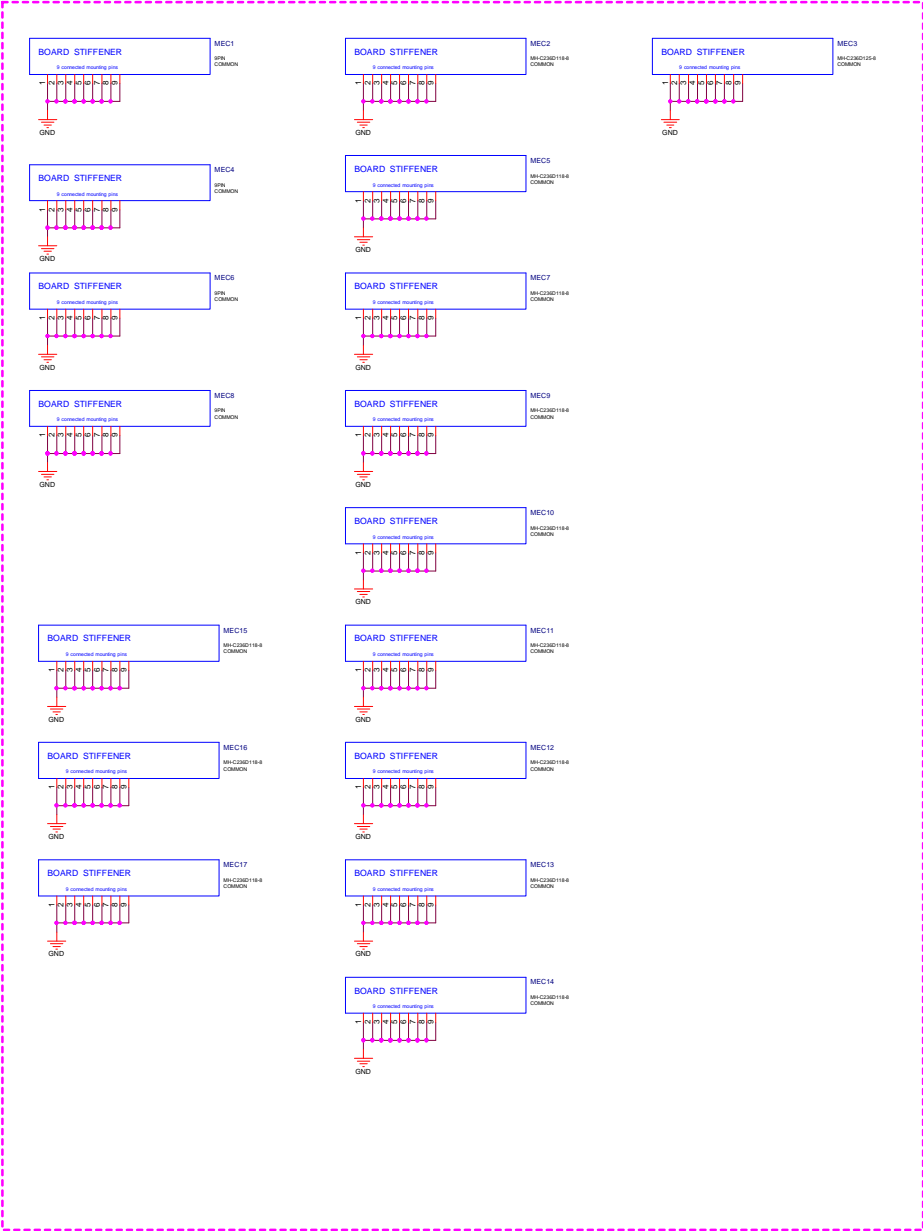 BOARD STIFFENER
9 connected mounting pins
MEC1
9PIN
COMMON
1 2 3 4 5 6 7 8 9
GND
BOARD STIFFENER
9 connected mounting pins
MEC2
MH-C236D118-8
COMMON
1 2 3 4 5 6 7 8 9
GND
BOARD STIFFENER
9 connected mounting pins
MEC3
MH-C236D125-8
COMMON
1 2 3 4 5 6 7 8 9
GND
BOARD STIFFENER
9 connected mounting pins
MEC4
9PIN
COMMON
1 2 3 4 5 6 7 8 9
GND
BOARD STIFFENER
9 connected mounting pins
MEC5
MH-C236D118-8
COMMON
1 2 3 4 5 6 7 8 9
GND
BOARD STIFFENER
9 connected mounting pins
MEC6
9PIN
COMMON
1 2 3 4 5 6 7 8 9
GND
BOARD STIFFENER
9 connected mounting pins
MEC7
MH-C236D118-8
COMMON
1 2 3 4 5 6 7 8 9
GND
BOARD STIFFENER
9 connected mounting pins
MEC8
9PIN
COMMON
1 2 3 4 5 6 7 8 9
GND
BOARD STIFFENER
9 connected mounting pins
MEC9
MH-C236D118-8
COMMON
1 2 3 4 5 6 7 8 9
GND
BOARD STIFFENER
9 connected mounting pins
MEC10
MH-C236D118-8
COMMON
1 2 3 4 5 6 7 8 9
GND
BOARD STIFFENER
9 connected mounting pins
MEC15
MH-C236D118-8
COMMON
1 2 3 4 5 6 7 8 9
GND
BOARD STIFFENER
9 connected mounting pins
MEC11
MH-C236D118-8
COMMON
1 2 3 4 5 6 7 8 9
GND
BOARD STIFFENER
9 connected mounting pins
MEC16
MH-C236D118-8
COMMON
1 2 3 4 5 6 7 8 9
GND
BOARD STIFFENER
9 connected mounting pins
MEC12
MH-C236D118-8
COMMON
1 2 3 4 5 6 7 8 9
GND
BOARD STIFFENER
9 connected mounting pins
MEC17
MH-C236D118-8
COMMON
1 2 3 4 5 6 7 8 9
GND
BOARD STIFFENER
9 connected mounting pins
MEC13
MH-C236D118-8
COMMON
1 2 3 4 5 6 7 8 9
GND
BOARD STIFFENER
9 connected mounting pins
MEC14
MH-C236D118-8
COMMON
1 2 3 4 5 6 7 8 9
GND